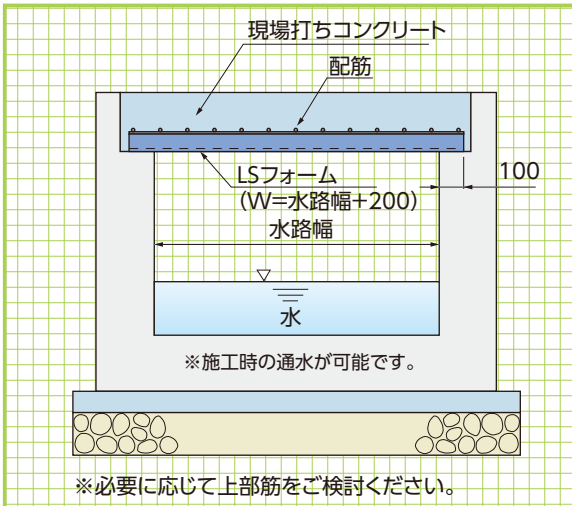 現場打ちコンクリート
配筋
LSフォーム
(W=水路幅+200)
100
水路幅
水
※施工時の通水が可能です。
※必要に応じて上部筋をご検討ください。